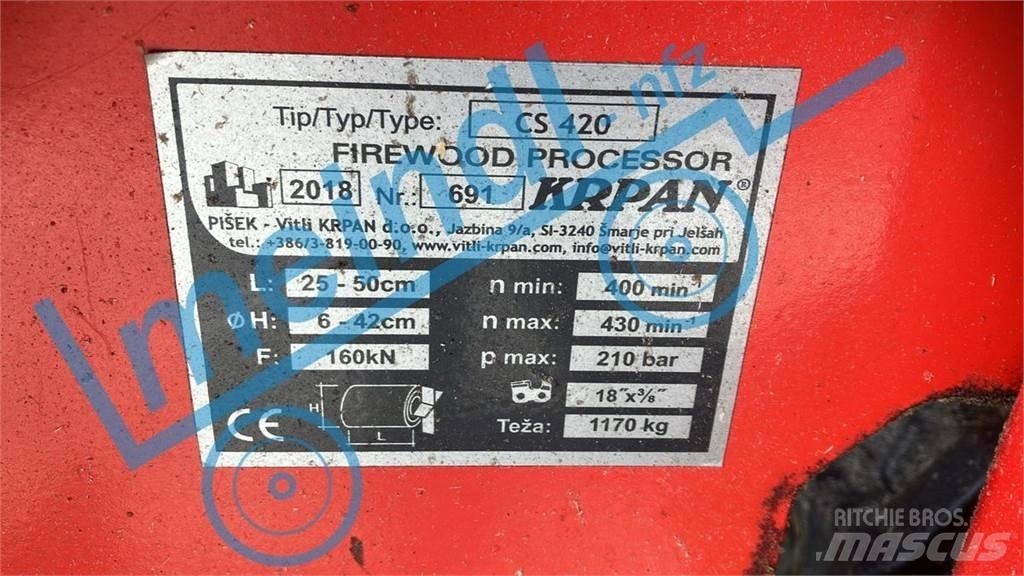 Tip/Typ/Type: CS 420
FIREWOOD PROCESSOR
2018 Nr.: 691 KRPAN®
PIŠEK - Vitli KRPAN d.o.o., Jazbina 9/a, SI-3240 Šmarje pri Jelšah
tel.: +386/3-819-00-90, www.vitli-krpan.com, info@vitli-krpan.com
L: 25 - 50cm n min: 400 min⁻¹
ø H: 6 - 42cm n max: 430 min⁻¹
F: 160kN p max: 210 bar
18"x³/₈"
Teža: 1170 kg
CE H L
lmeindl nfz
RITCHIE BROS.
MASCUS